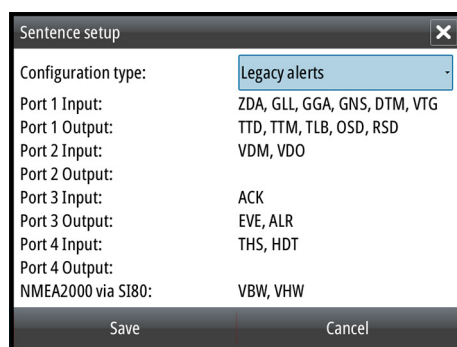 Sentence setup
Configuration type: Legacy alerts
Port 1 Input: ZDA, GLL, GGA, GNS, DTM, VTG
Port 1 Output: TTD, TTM, TLB, OSD, RSD
Port 2 Input: VDM, VDO
Port 2 Output:
Port 3 Input: ACK
Port 3 Output: EVE, ALR
Port 4 Input: THS, HDT
Port 4 Output:
NMEA2000 via SI80: VBW, VHW
Save Cancel